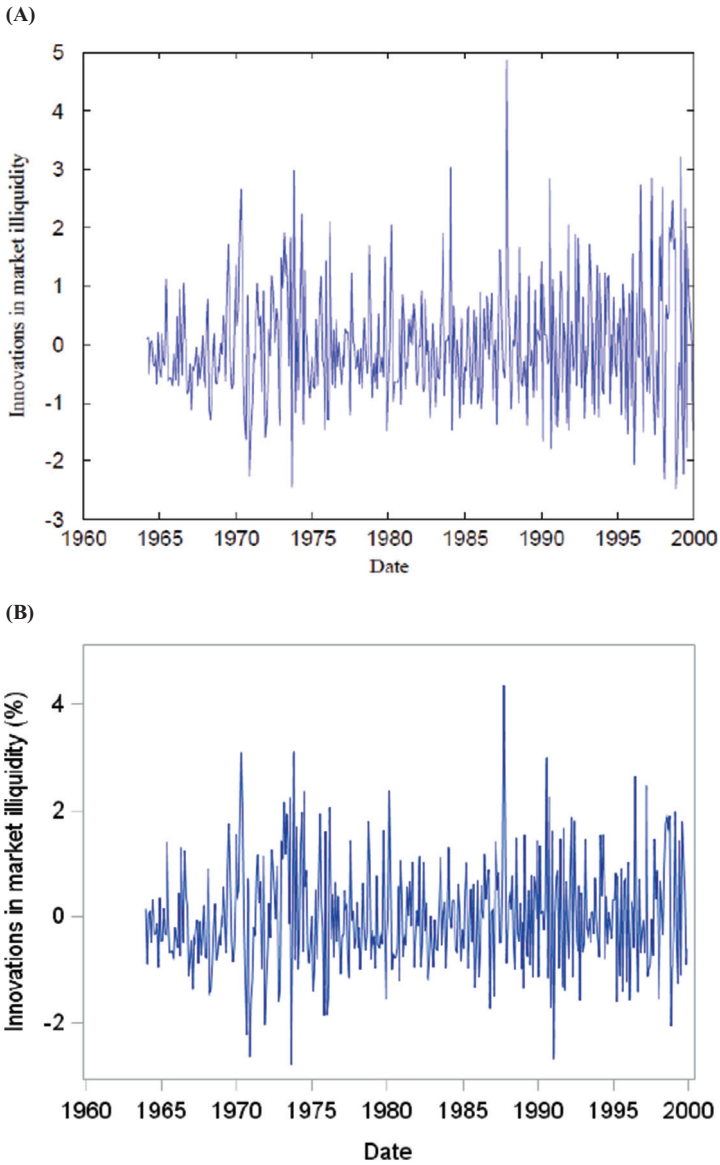 (A)
Innovations in market illiquidity
5
4
3
2
1
0
-1
-2
-3
1960 1965 1970 1975 1980 1985 1990 1995 2000
Date
(B)
Innovations in market illiquidity (%)
4
2
0
-2
1960 1965 1970 1975 1980 1985 1990 1995 2000
Date